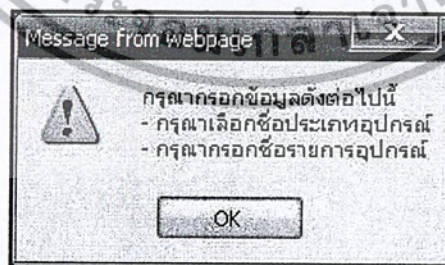 Message from webpage
กรุณากรอกข้อมูลดังต่อไปนี้
- กรุณาเลือกชื่อประเภทอุปกรณ์
- กรุณากรอกชื่อรายการอุปกรณ์
OK